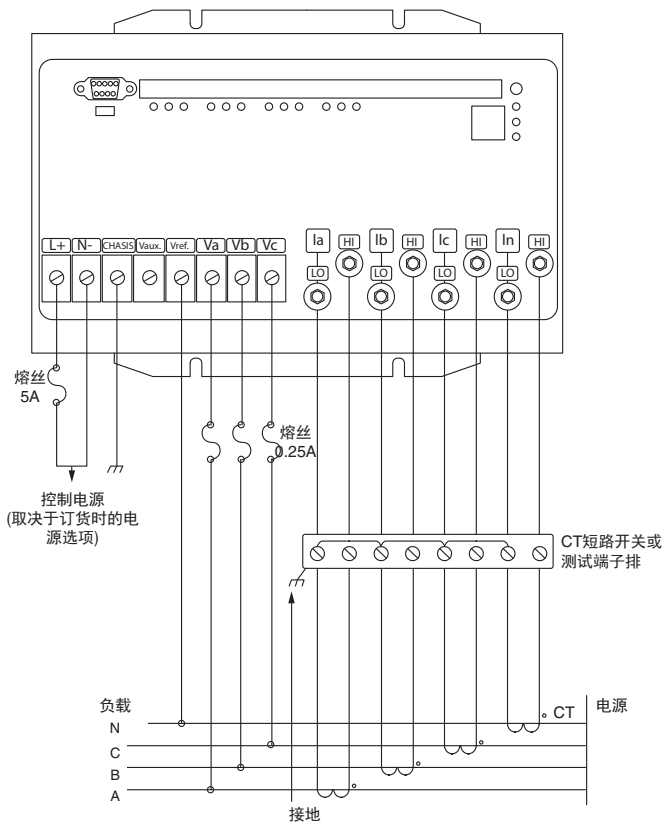 L+ N- CHASIS Vaux. Vref. Va Vb Vc
Ia HI Ib HI Ic HI In HI
LO LO LO LO
熔丝
5A
熔丝
0.25A
控制电源
(取决于订货时的电
源选项)
CT短路开关或
测试端子排
负载
N
C
B
A
CT
电源
接地